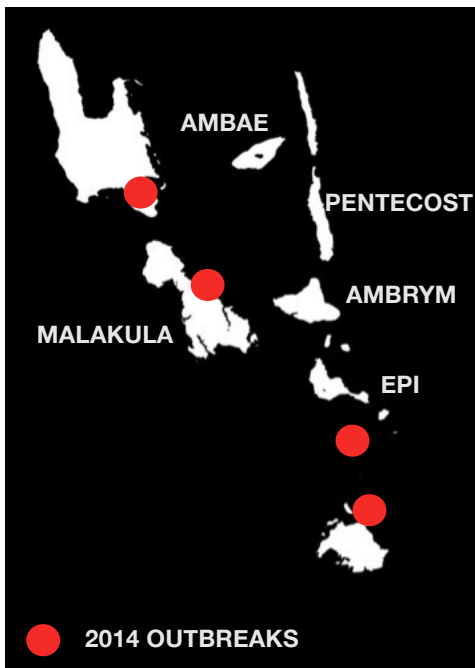 AMBAE
PENTECOST
AMBRYM
MALAKULA
EPI
2014 OUTBREAKS